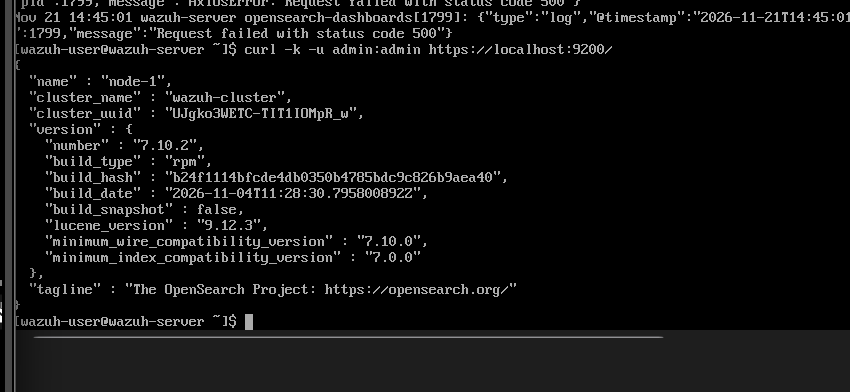 pid":1799,"message":"AxiosError: Request failed with status code 500"}
Nov 21 14:45:01 wazuh-server opensearch-dashboards[1799]: {"type":"log","@timestamp":"2026-11-21T14:45:01
":1799,"message":"Request failed with status code 500"}
[wazuh-user@wazuh-server ~]$ curl -k -u admin:admin https://localhost:9200/
{
"name" : "node-1",
"cluster_name" : "wazuh-cluster",
"cluster_uuid" : "UJgko3WETC-TIT1IOMpR_w",
"version" : {
"number" : "7.10.2",
"build_type" : "rpm",
"build_hash" : "b24f1114bfcde4db0350b4785bdc9c826b9aea40",
"build_date" : "2026-11-04T11:28:30.795800892Z",
"build_snapshot" : false,
"lucene_version" : "9.12.3",
"minimum_wire_compatibility_version" : "7.10.0",
"minimum_index_compatibility_version" : "7.0.0"
},
"tagline" : "The OpenSearch Project: https://opensearch.org/"
}
[wazuh-user@wazuh-server ~]$